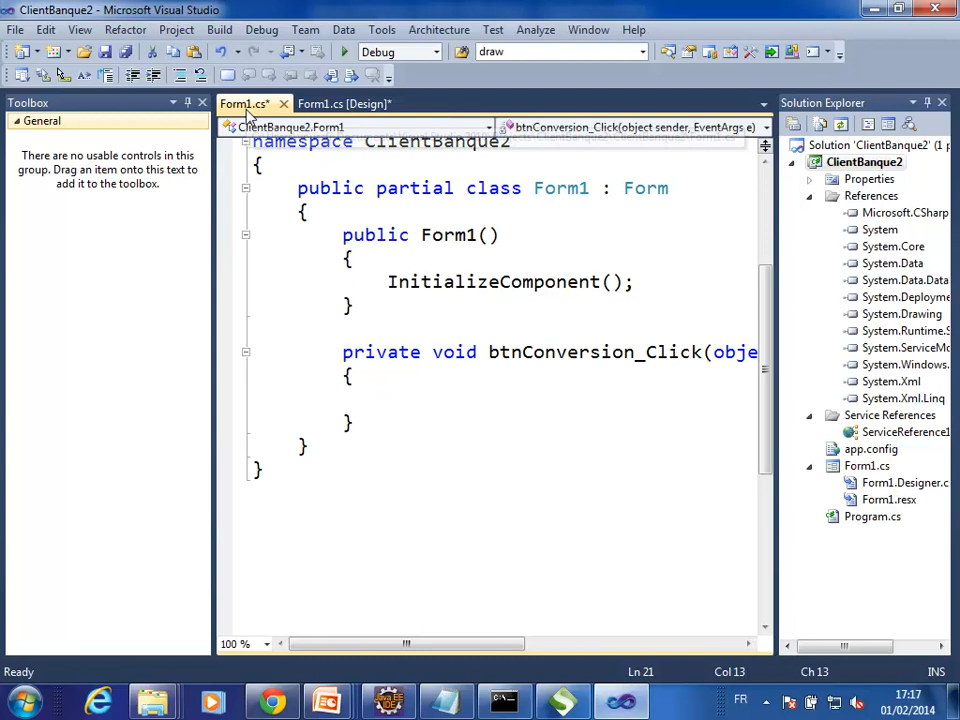 ClientBanque2 - Microsoft Visual Studio
File Edit View Refactor Project Build Debug Team Data Tools Architecture Test Analyze Window Help
Debug draw
Toolbox
General
There are no usable controls in this
group. Drag an item onto this text to
add it to the toolbox.
Form1.cs* Form1.cs [Design]*
ClientBanque2.Form1 btnConversion_Click(object sender, EventArgs e)
namespace ClientBanque2
{
public partial class Form1 : Form
{
public Form1()
{
InitializeComponent();
}
private void btnConversion_Click(obje
{
}
}
}
100 %
Solution Explorer
Solution 'ClientBanque2' (1 p
ClientBanque2
Properties
References
Microsoft.CSharp
System
System.Core
System.Data
System.Data.Data
System.Deployme
System.Drawing
System.Runtime.
System.ServiceMo
System.Windows.
System.Xml
System.Xml.Linq
Service References
ServiceReference1
app.config
Form1.cs
Form1.Designer.c
Form1.resx
Program.cs
Ready Ln 21 Col 13 Ch 13 INS
FR 17:17
01/02/2014